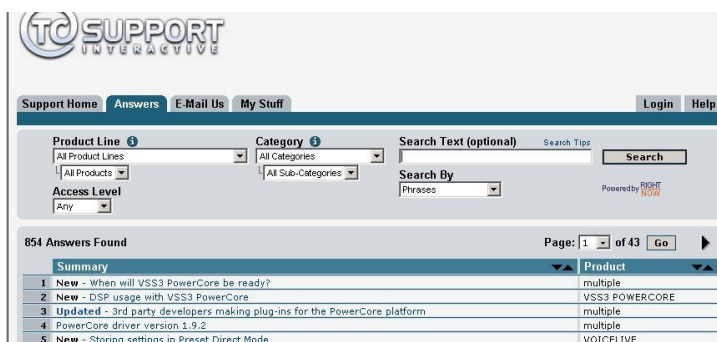 TC SUPPORT
INTERACTIVE
Support Home Answers E-Mail Us My Stuff Login Help
Product Line Category Search Text (optional) Search Tips
All Product Lines All Categories Search
All Products All Sub-Categories Search By
Access Level Phrases Powered by RIGHT NOW
Any
854 Answers Found Page: 1 of 43 Go
Summary Product
1 New - When will VSS3 PowerCore be ready? multiple
2 New - DSP usage with VSS3 PowerCore VSS3 POWERCORE
3 Updated - 3rd party developers making plug-ins for the PowerCore platform multiple
4 PowerCore driver version 1.9.2 multiple
5 New - Storing settings in Preset Direct Mode VOICELIVE